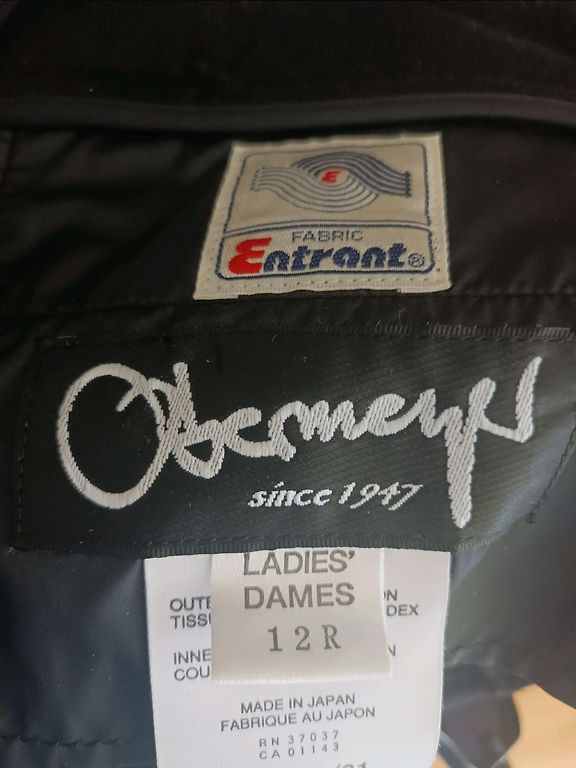 E
FABRIC
Entrant®
Obermeyer
since 1947
LADIES'
DAMES
12R
MADE IN JAPAN
FABRIQUE AU JAPON
RN 37037
CA 01143